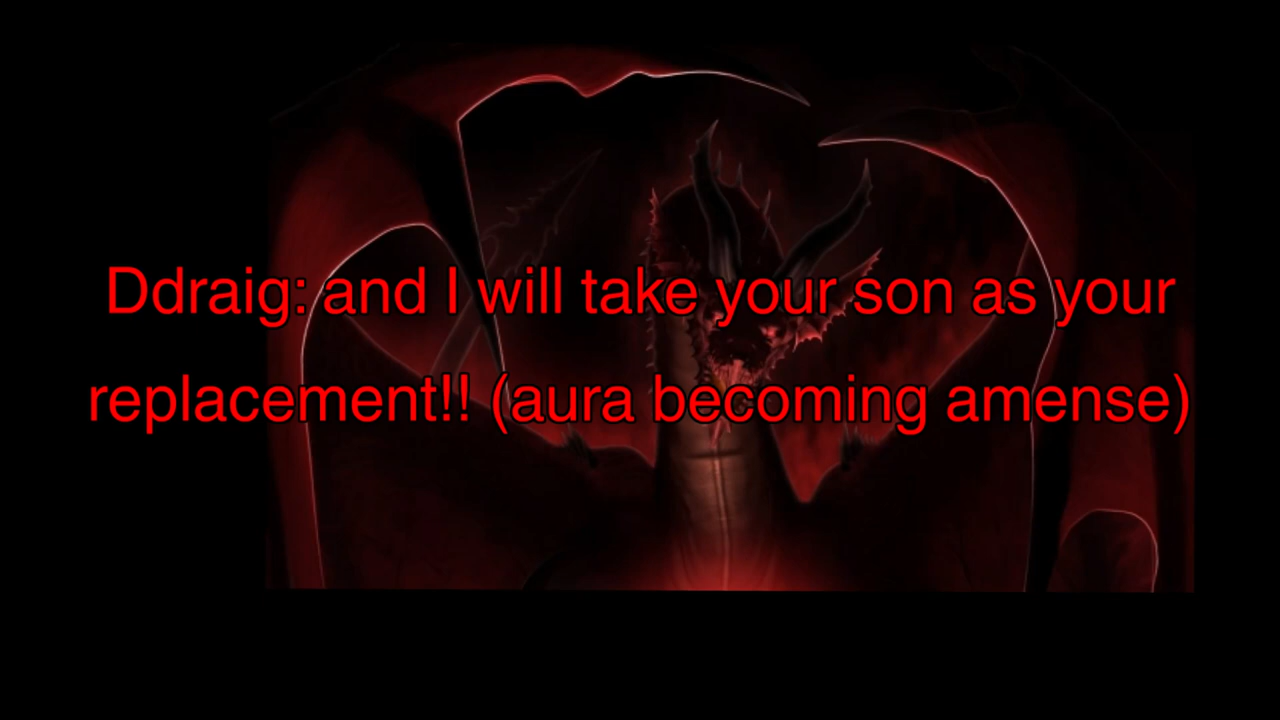 Ddraig: and I will take your son as your
replacement!! (aura becoming amense)